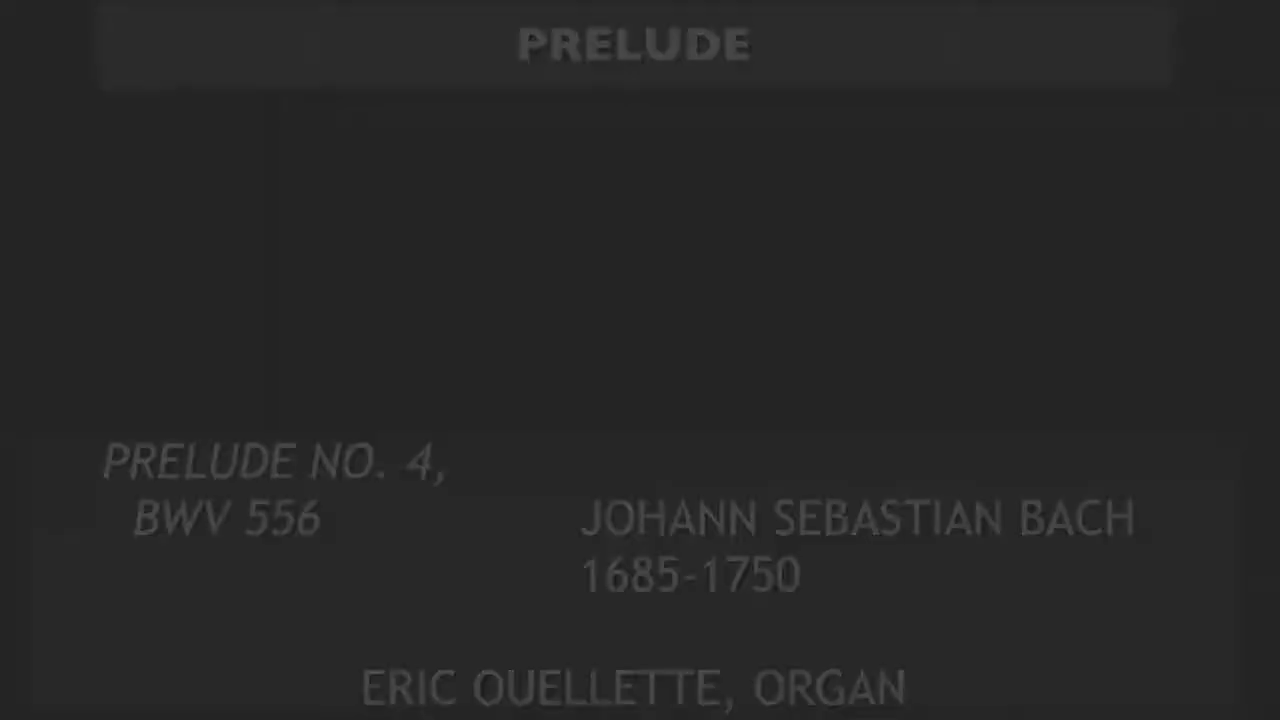 PRELUDE
PRELUDE NO. 4,
BWV 556
JOHANN SEBASTIAN BACH
1685-1750
ERIC OUELLETTE, ORGAN